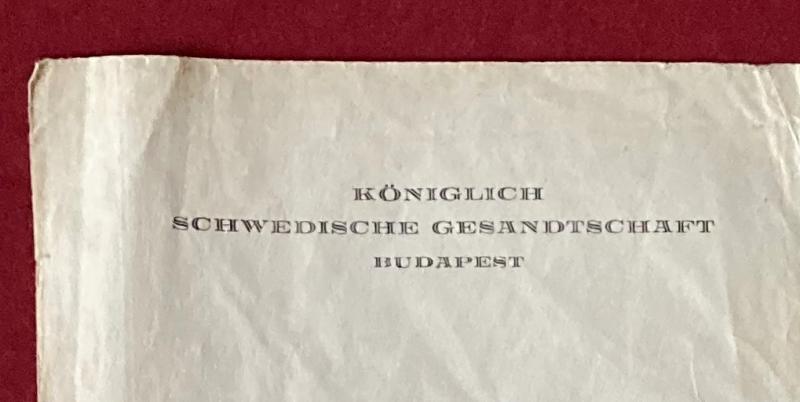 KÖNIGLICH
SCHWEDISCHE GESANDTSCHAFT
BUDAPEST